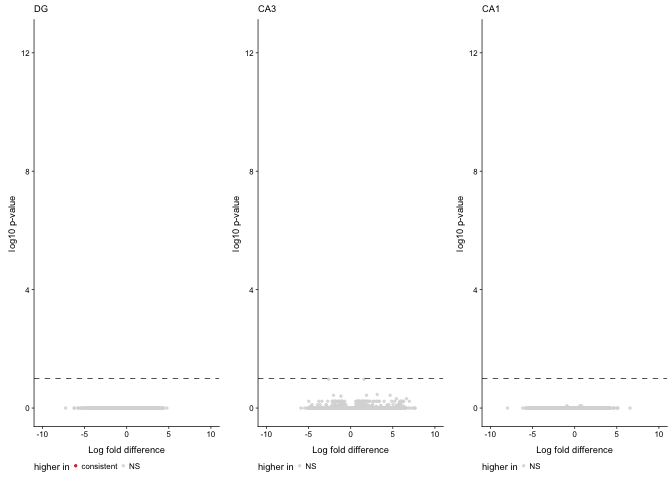 DG
CA3
CA1
12
8
4
0
log10 p-value
-10 -5 0 5 10
Log fold difference
higher in consistent NS
12
8
4
0
log10 p-value
-10 -5 0 5 10
Log fold difference
higher in NS
12
8
4
0
log10 p-value
-10 -5 0 5 10
Log fold difference
higher in NS